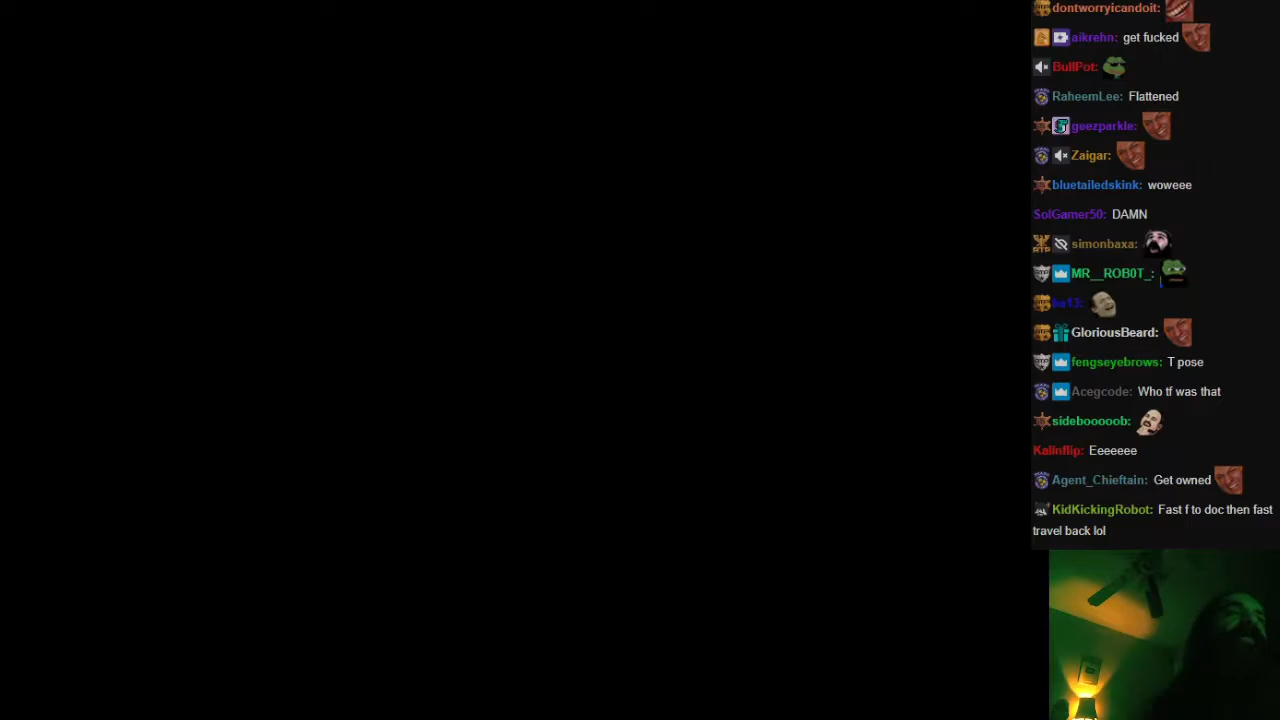 dontworryicandoit:
aikrehn: get fucked
BullPot:
RaheemLee: Flattened
geezparkle:
Zaigar:
bluetailedskink: woweee
SolGamer50: DAMN
simonbaxa:
MR__ROB0T_:
ba13:
GloriousBeard:
fengseyebrows: T pose
Acegcode: Who tf was that
sidebooooob:
Kalinflip: Eeeeeee
Agent_Chieftain: Get owned
KidKickingRobot: Fast f to doc then fast
travel back lol